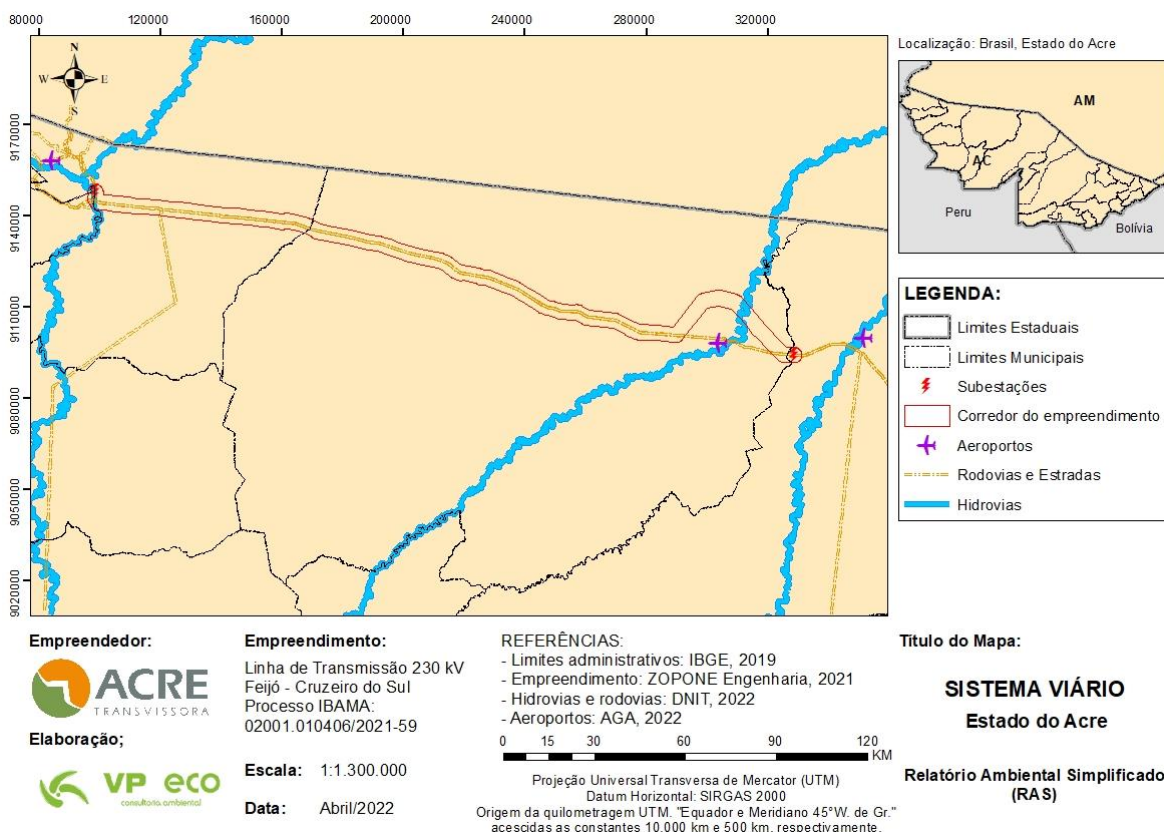 80000 120000 160000 200000 240000 280000 320000
9170000
9140000
9110000
9080000
9050000
9020000
N
W E
S
Localização: Brasil, Estado do Acre
AM
AC
Peru
Bolívia
LEGENDA:
Limites Estaduais
Limites Municipais
Subestações
Corredor do empreendimento
Aeroportos
Rodovias e Estradas
Hidrovias
Empreendedor:
ACRE
TRANSMISSORA
Elaboração;
VP eco
consultoria ambiental
Empreendimento:
Linha de Transmissão 230 kV
Feijó - Cruzeiro do Sul
Processo IBAMA:
02001.010406/2021-59
Escala: 1:1.300.000
Data: Abril/2022
REFERÊNCIAS:
- Limites administrativos: IBGE, 2019
- Empreendimento: ZOPONE Engenharia, 2021
- Hidrovias e rodovias: DNIT, 2022
- Aeroportos: AGA, 2022
0 15 30 60 90 120
KM
Projeção Universal Transversa de Mercator (UTM)
Datum Horizontal: SIRGAS 2000
Origem da quilometragem UTM. "Equador e Meridiano 45°W. de Gr."
acescidas as constantes 10.000 km e 500 km, respectivamente.
Título do Mapa:
SISTEMA VIÁRIO
Estado do Acre
Relatório Ambiental Simplificado
(RAS)